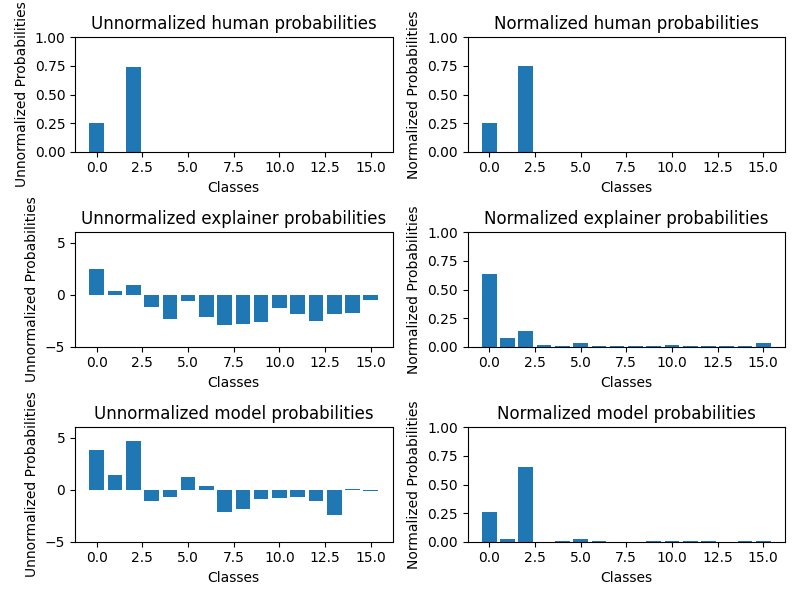 Unnormalized human probabilities
Unnormalized Probabilities
1.00
0.75
0.50
0.25
0.00
0.0 2.5 5.0 7.5 10.0 12.5 15.0
Classes
Normalized human probabilities
Normalized Probabilities
1.00
0.75
0.50
0.25
0.00
0.0 2.5 5.0 7.5 10.0 12.5 15.0
Classes
Unnormalized explainer probabilities
Unnormalized Probabilities
5
0
−5
0.0 2.5 5.0 7.5 10.0 12.5 15.0
Classes
Normalized explainer probabilities
Normalized Probabilities
1.00
0.75
0.50
0.25
0.00
0.0 2.5 5.0 7.5 10.0 12.5 15.0
Classes
Unnormalized model probabilities
Unnormalized Probabilities
5
0
−5
0.0 2.5 5.0 7.5 10.0 12.5 15.0
Classes
Normalized model probabilities
Normalized Probabilities
1.00
0.75
0.50
0.25
0.00
0.0 2.5 5.0 7.5 10.0 12.5 15.0
Classes